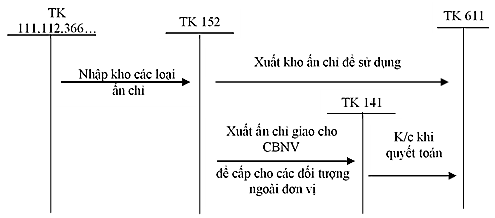 TK
111.112.366…
TK 152
TK 611
Nhập kho các loại
ấn chỉ
Xuất kho ấn chỉ để sử dụng
TK 141
Xuất ấn chỉ giao cho
CBNV
để cấp cho các đối tượng
ngoài đơn vị
K/c khi
quyết toán